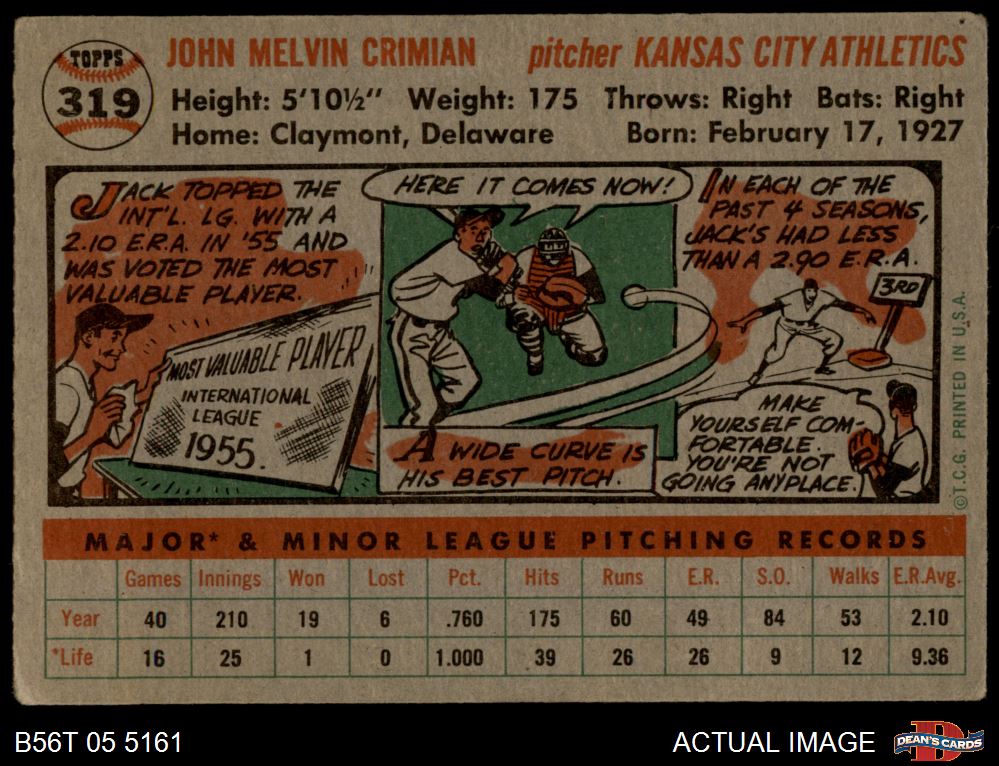 TOPPS
319
JOHN MELVIN CRIMIAN pitcher KANSAS CITY ATHLETICS
Height: 5'10½" Weight: 175 Throws: Right Bats: Right
Home: Claymont, Delaware Born: February 17, 1927
JACK TOPPED THE
INT'L. LG. WITH A
2.10 E.R.A. IN '55 AND
WAS VOTED THE MOST
VALUABLE PLAYER.
MOST VALUABLE PLAYER
INTERNATIONAL
LEAGUE
1955.
HERE IT COMES NOW!
A WIDE CURVE IS
HIS BEST PITCH.
IN EACH OF THE
PAST 4 SEASONS,
JACK'S HAD LESS
THAN A 2.90 E.R.A.
3RD
MAKE
YOURSELF COM-
FORTABLE.
YOU'RE NOT
GOING ANYPLACE.
©T.C.G. PRINTED IN U.S.A.
MAJOR* & MINOR LEAGUE PITCHING RECORDS
Games Innings Won Lost Pct. Hits Runs E.R. S.O. Walks E.R.Avg.
Year 40 210 19 6 .760 175 60 49 84 53 2.10
*Life 16 25 1 0 1.000 39 26 26 9 12 9.36
B56T 05 5161
ACTUAL IMAGE
DEAN'S CARDS